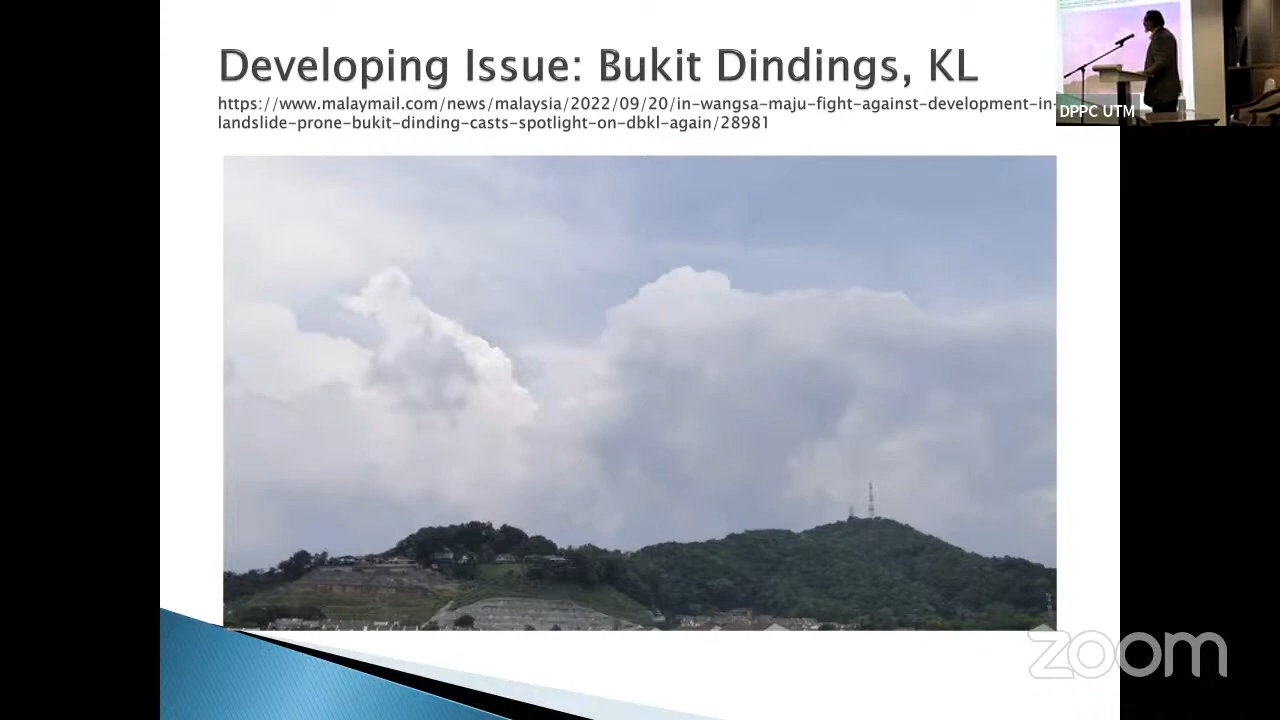 Developing Issue: Bukit Dindings, KL
https://www.malaymail.com/news/malaysia/2022/09/20/in-wangsa-maju-fight-against-development-in-
landslide-prone-bukit-dinding-casts-spotlight-on-dbkl-again/28981
DPPC UTM
zoom